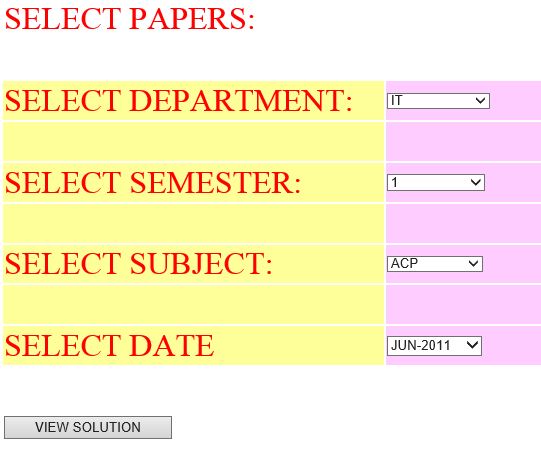 SELECT PAPERS:
SELECT DEPARTMENT: IT
SELECT SEMESTER: 1
SELECT SUBJECT: ACP
SELECT DATE JUN-2011
VIEW SOLUTION